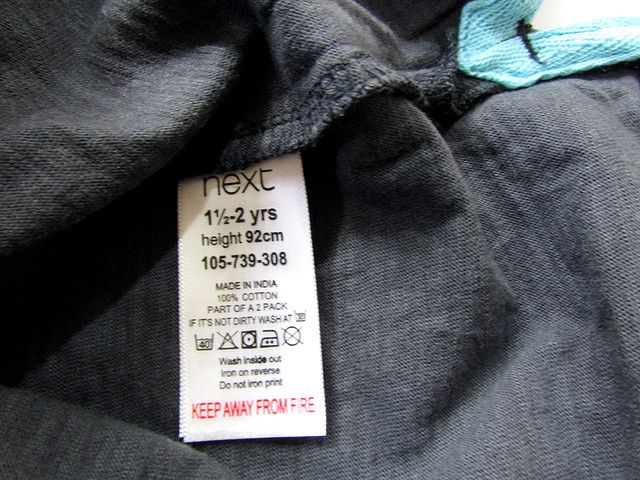 next
1½-2 yrs
height 92cm
105-739-308
MADE IN INDIA
100% COTTON
PART OF A 2 PACK
IF IT'S NOT DIRTY WASH AT 30
40
Wash inside out
Iron on reverse
Do not iron print
KEEP AWAY FROM FIRE